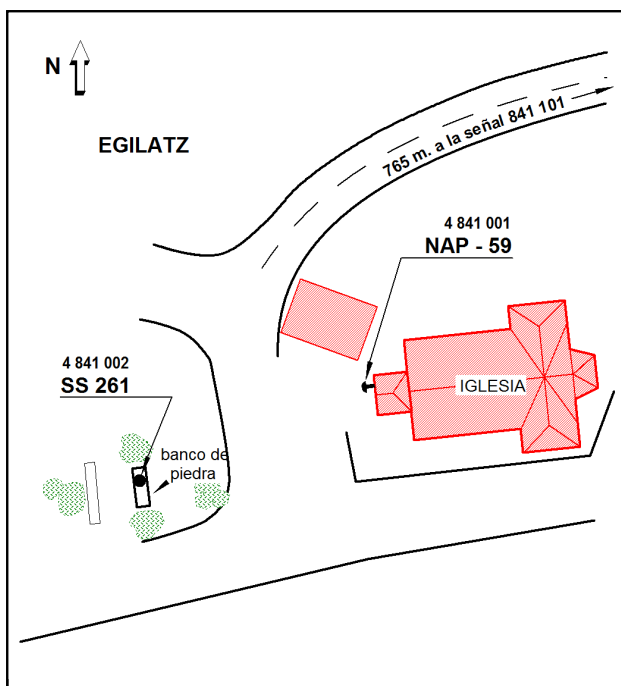 N
EGILATZ
765 m. a la señal 841 101
4 841 001
NAP - 59
4 841 002
SS 261
IGLESIA
banco de
piedra